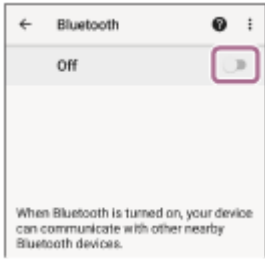 Bluetooth
Off
When Bluetooth is turned on, your device
can communicate with other nearby
Bluetooth devices.